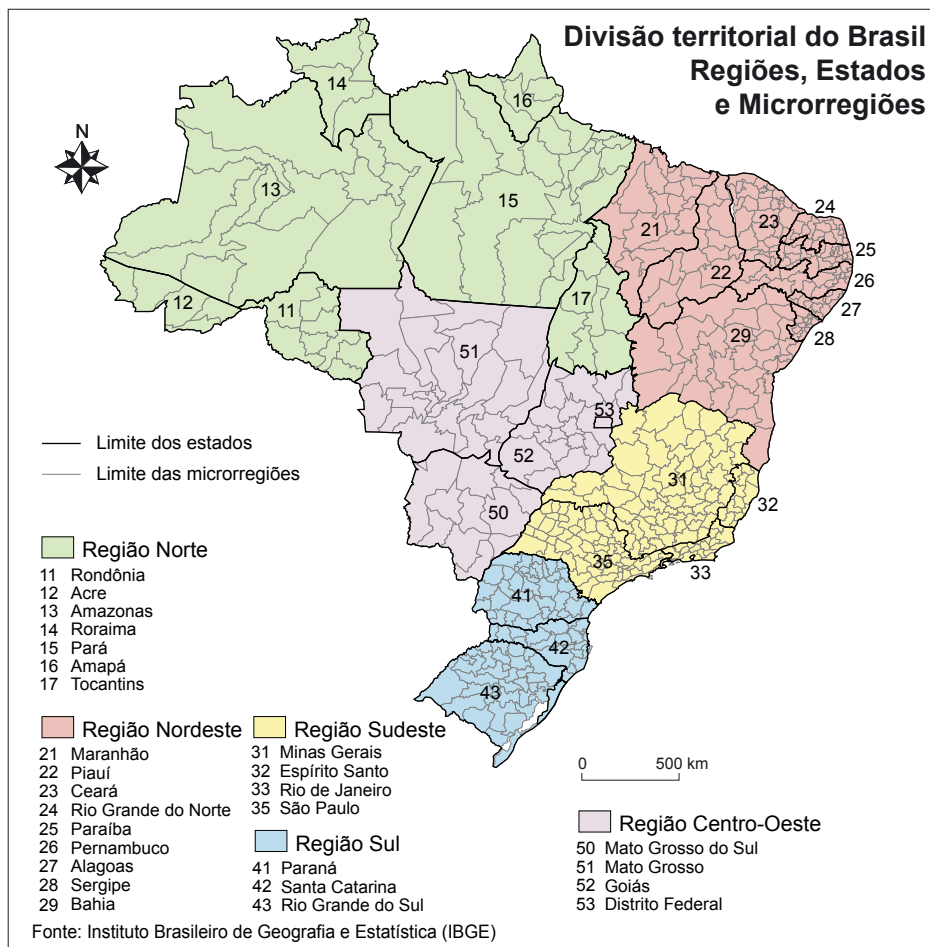 Divisão territorial do Brasil
Regiões, Estados
e Microrregiões
N
14
16
13
15
21
23
24
25
26
27
28
22
12
11
17
29
51
53
52
31
32
50
35
33
41
42
43
Limite dos estados
Limite das microrregiões
Região Norte
11 Rondônia
12 Acre
13 Amazonas
14 Roraima
15 Pará
16 Amapá
17 Tocantins
Região Nordeste
21 Maranhão
22 Piauí
23 Ceará
24 Rio Grande do Norte
25 Paraíba
26 Pernambuco
27 Alagoas
28 Sergipe
29 Bahia
Região Sudeste
31 Minas Gerais
32 Espírito Santo
33 Rio de Janeiro
35 São Paulo
Região Sul
41 Paraná
42 Santa Catarina
43 Rio Grande do Sul
0 500 km
Região Centro-Oeste
50 Mato Grosso do Sul
51 Mato Grosso
52 Goiás
53 Distrito Federal
Fonte: Instituto Brasileiro de Geografia e Estatística (IBGE)